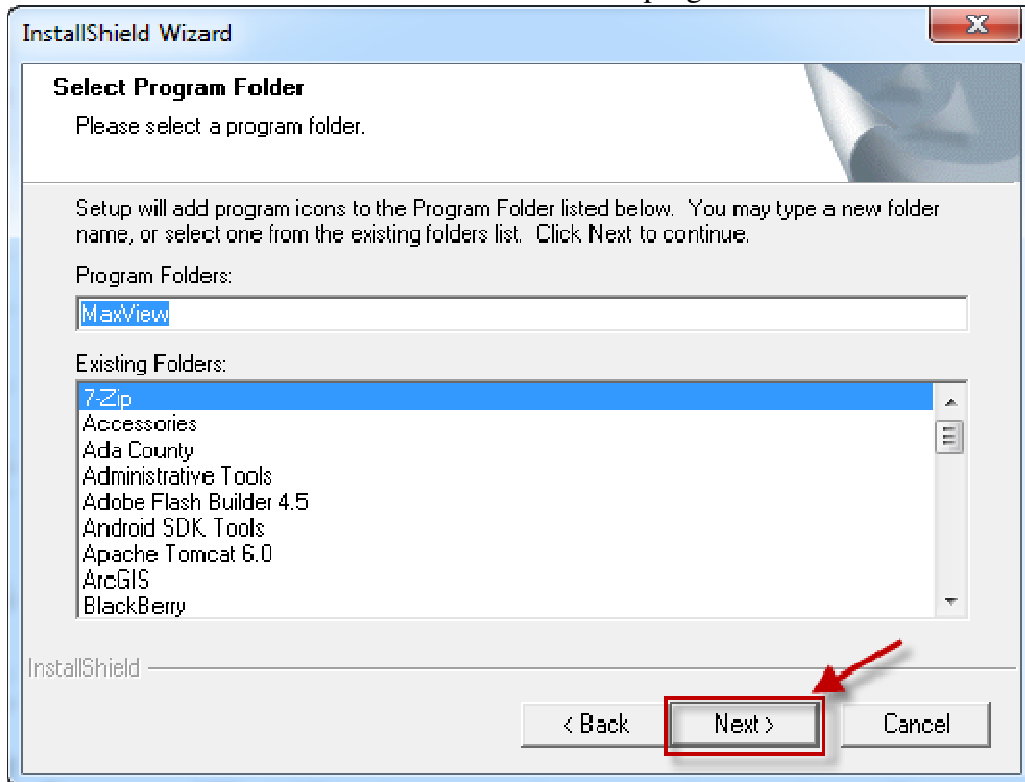 prog
InstallShield Wizard
Select Program Folder
Please select a program folder.
Setup will add program icons to the Program Folder listed below. You may type a new folder
name, or select one from the existing folders list. Click Next to continue.
Program Folders:
MaxView
Existing Folders:
7-Zip
Accessories
Ada County
Administrative Tools
Adobe Flash Builder 4.5
Android SDK Tools
Apache Tomcat 6.0
ArcGIS
BlackBerry
InstallShield
< Back
Next >
Cancel